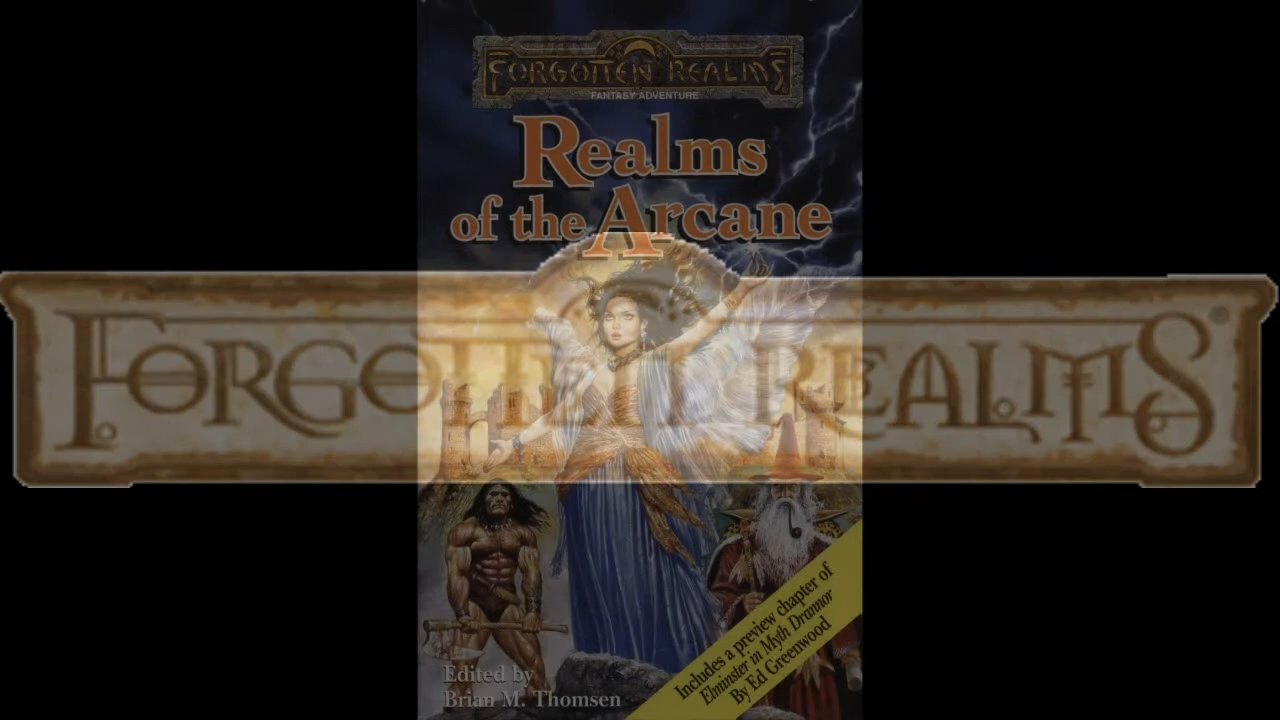 FORGOTTEN REALMS
FANTASY ADVENTURE
Realms
of the Arcane
FORGOTTEN REALMS®
Includes a preview chapter of
Elminster in Myth Drannor
By Ed Greenwood
Edited by
Brian M. Thomsen